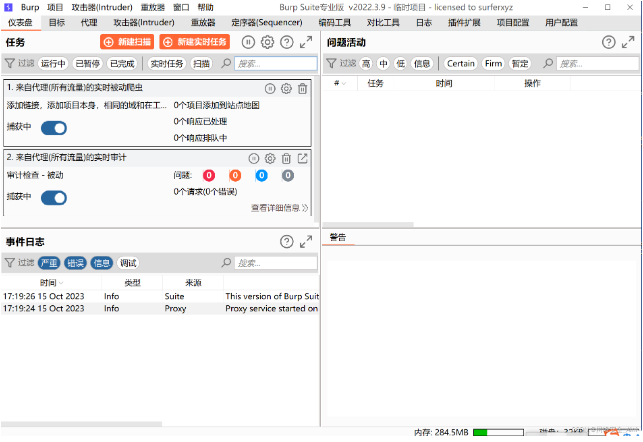 Burp 项目 攻击器(Intruder) 重放器 窗口 帮助 Burp Suite专业版 v2022.3.9 - 临时项目 - licensed to surferxyz
仪表盘 目标 代理 攻击器(Intruder) 重放器 定序器(Sequencer) 编码工具 对比工具 日志 插件扩展 项目配置 用户配置
任务 新建扫描 新建实时任务
过滤 运行中 已暂停 已完成 实时任务 扫描 搜索...
1. 来自代理(所有流量)的实时被动爬虫
添加链接，添加项目本身，相同的域和在工... 0个项目添加到站点地图
0个响应已处理
捕获中
0个响应排队中
2. 来自代理(所有流量)的实时审计
审计检查 - 被动 问题: 0 0 0 0
0个请求(0个错误)
捕获中
查看详细信息
事件日志
过滤 严重 错误 信息 调试 搜索...
时间 类型 来源
17:19:26 15 Oct 2023 Info Suite This version of Burp Suit
17:19:24 15 Oct 2023 Info Proxy Proxy service started on
问题活动
过滤 高 中 低 信息 Certain Firm 暂定 搜索...
# 任务 时间 操作
警告
内存: 284.5MB